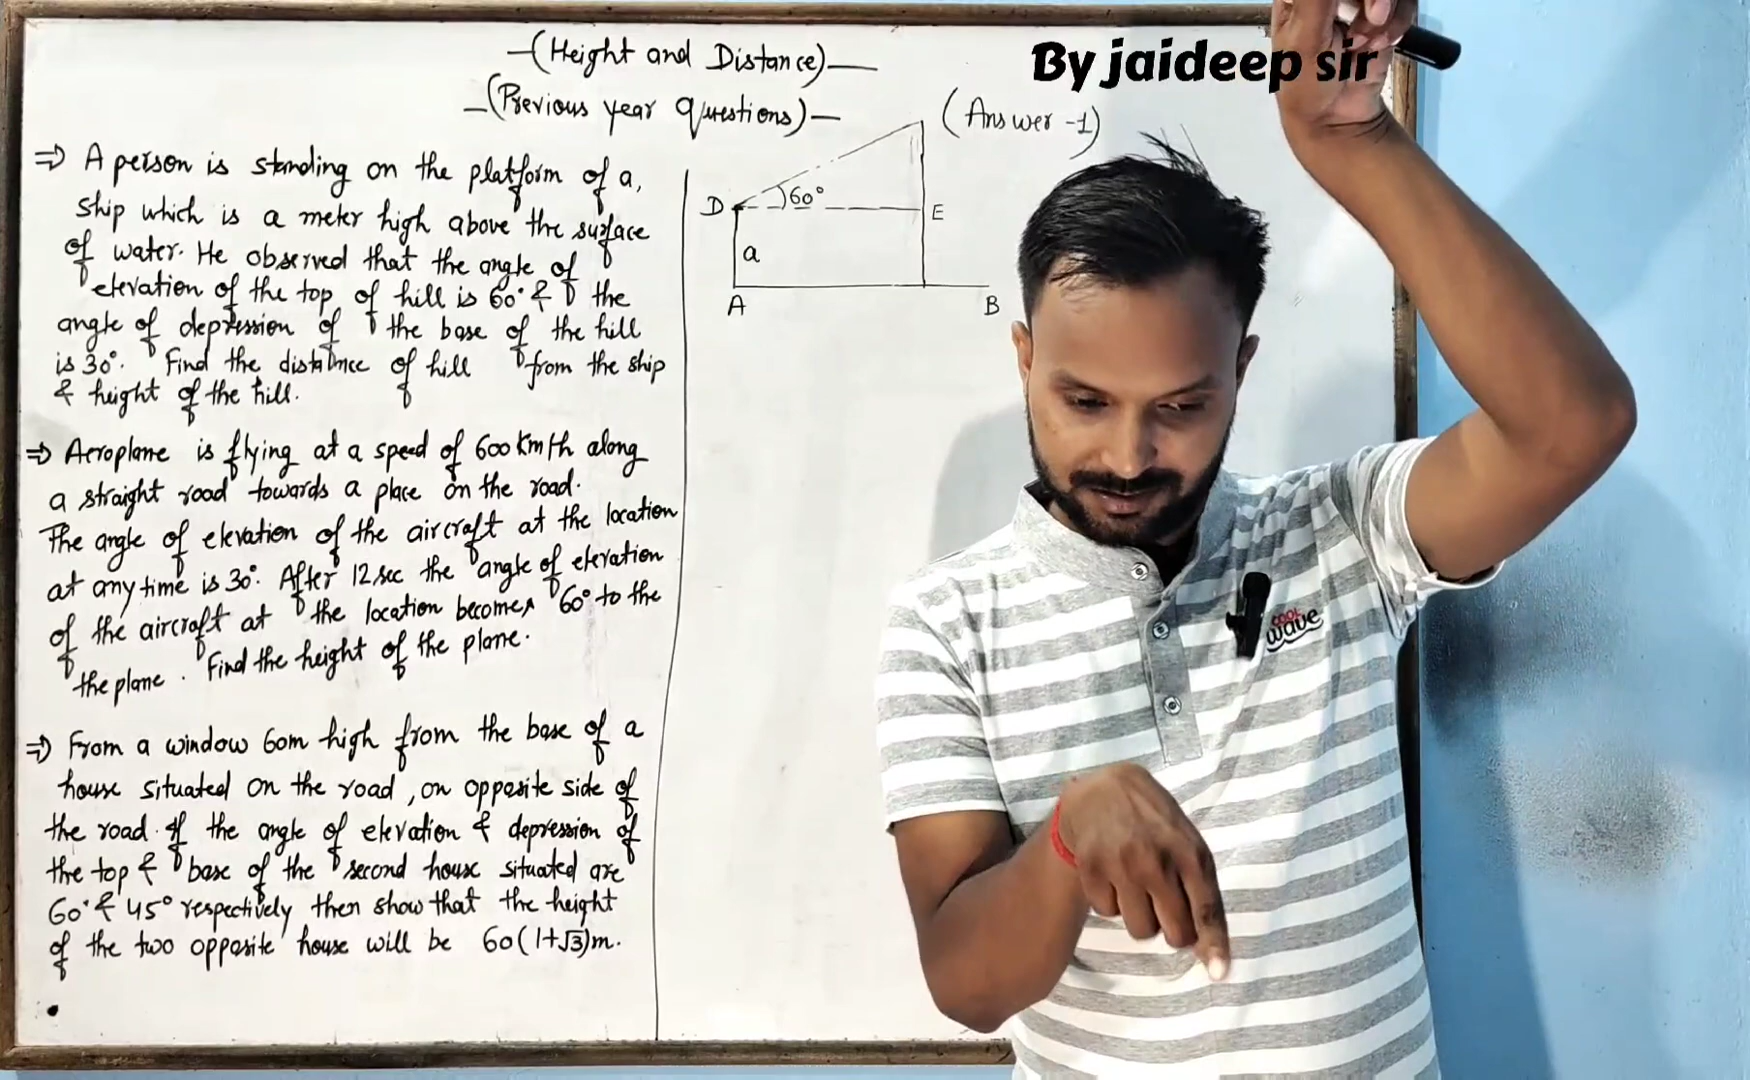 (Height and Distance)
(Previous year questions)
By jaideep sir
(Answer -1)
⇒ A person is standing on the platform of a,
ship which is a meter high above the surface
of water. He observed that the angle of
elevation of the top of hill is 60° & the
angle of depression of the base of the hill
is 30°. Find the distance of hill from the ship
& height of the hill.
⇒ Aeroplane is flying at a speed of 600 km/h along
a straight road towards a place on the road.
The angle of elevation of the aircraft at the location
at any time is 30°. After 12 sec the angle of elevation
of the aircraft at the location becomes 60° to the
the plane. Find the height of the plane.
⇒ From a window 60m high from the base of a
house situated on the road, on opposite side of
the road. If the angle of elevation & depression of
the top & base of the second house situated are
60° & 45° respectively then show that the height
of the two opposite house will be 60(1+√3)m.
D
60°
E
a
A
B
COOL
wave